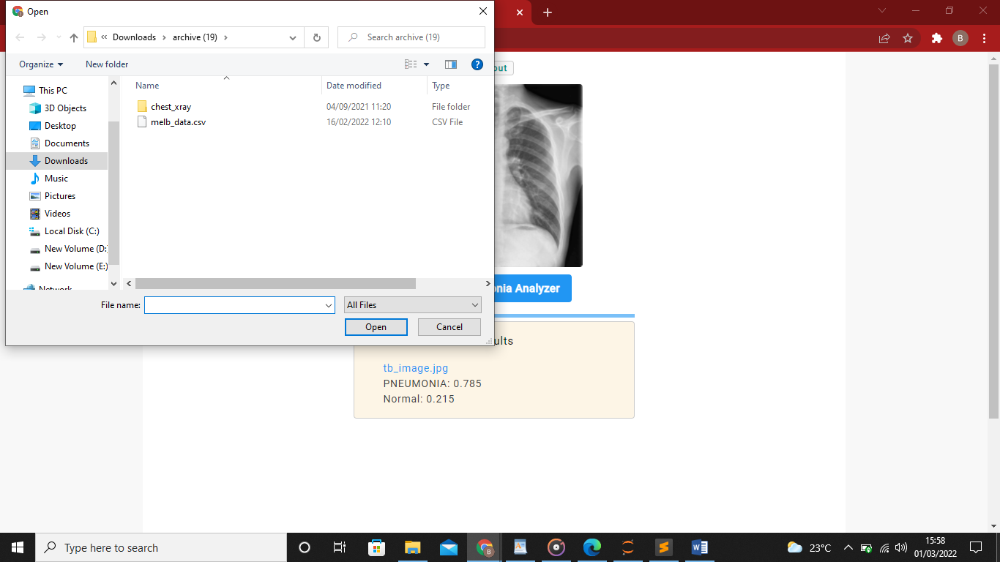 Open
Downloads
archive (19)
Search archive (19)
Organize
New folder
Name
Date modified
Type
This PC
3D Objects
Desktop
Documents
Downloads
Music
Pictures
Videos
Local Disk (C:)
New Volume (D:
New Volume (E:)
Network
chest_xray
04/09/2021 11:20
File folder
melb_data.csv
16/02/2022 12:10
CSV File
File name:
All Files
Open
Cancel
B
out
onia Analyzer
ults
tb_image.jpg
PNEUMONIA: 0.785
Normal: 0.215
Type here to search
23°C
15:58
01/03/2022